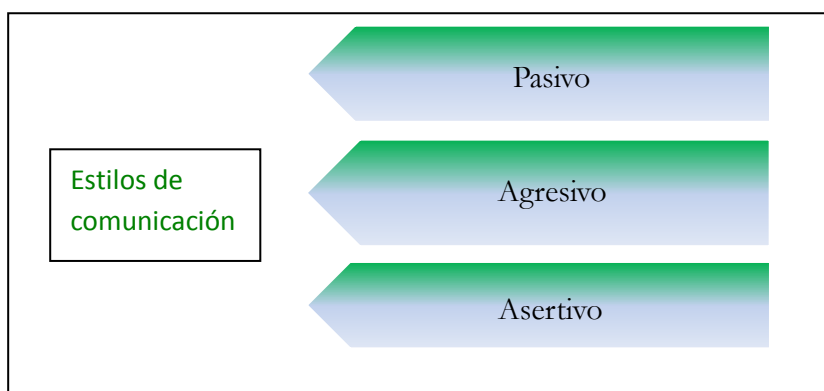 Estilos de
comunicación
Pasivo
Agresivo
Asertivo